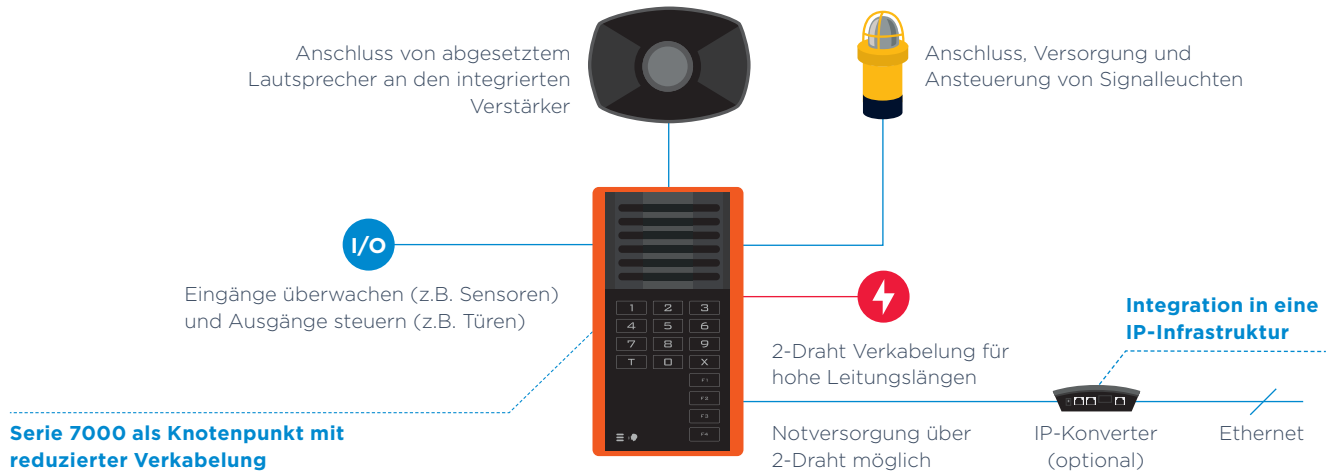 Anschluss von abgesetztem
Lautsprecher an den integrierten
Verstärker
Anschluss, Versorgung und
Ansteuerung von Signalleuchten
I/O
Eingänge überwachen (z.B. Sensoren)
und Ausgänge steuern (z.B. Türen)
1 2 3
4 5 6
7 8 9
T 0 X
F1
F2
F3
F4
2-Draht Verkabelung für
hohe Leitungslängen
Integration in eine
IP-Infrastruktur
Serie 7000 als Knotenpunkt mit
reduzierter Verkabelung
Notversorgung über
2-Draht möglich
IP-Konverter
(optional)
Ethernet